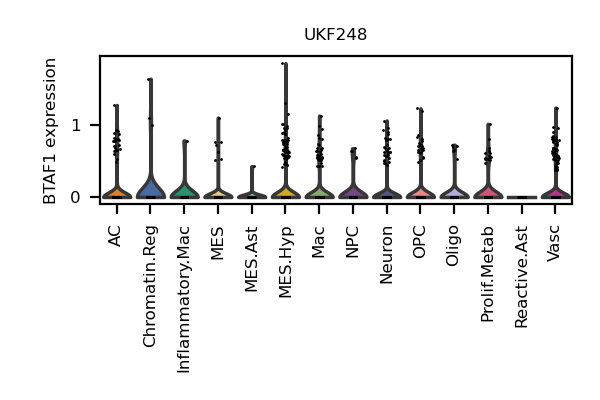 UKF248
BTAF1 expression
1
0
AC
Chromatin.Reg
Inflammatory.Mac
MES
MES.Ast
MES.Hyp
Mac
NPC
Neuron
OPC
Oligo
Prolif.Metab
Reactive.Ast
Vasc